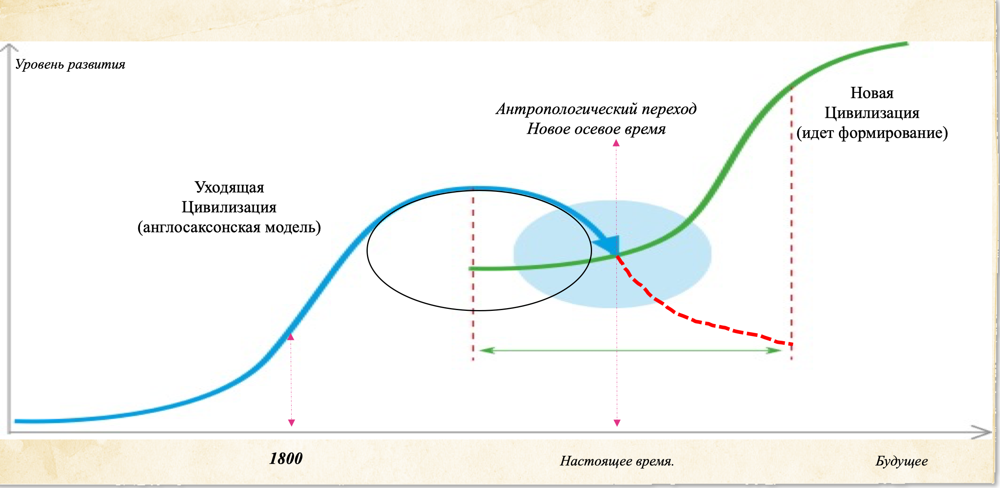 Уровень развития
Антропологический переход
Новое осевое время
Новая
Цивилизация
(идет формирование)
Уходящая
Цивилизация
(англосаксонская модель)
1800
Настоящее время.
Будущее